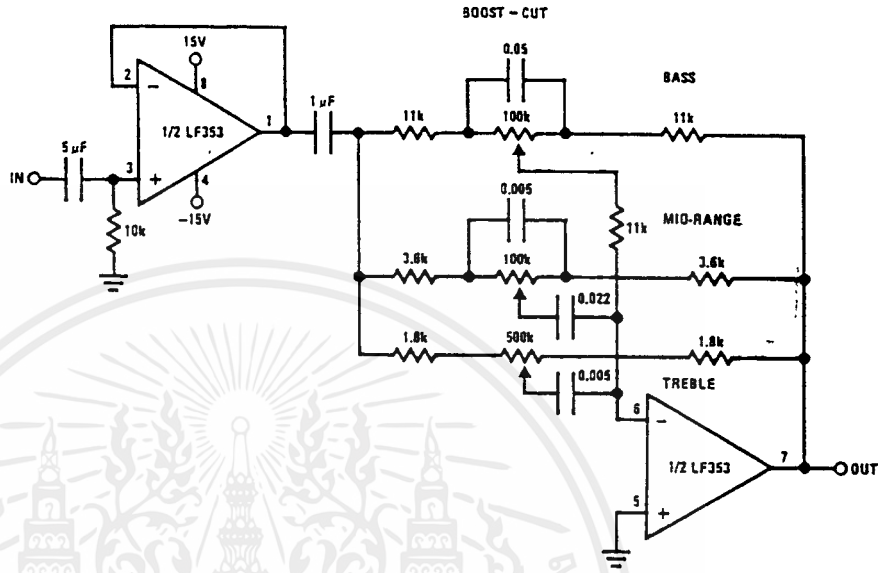 BOOST-CUT
15V
0.05
BASS
2
8
1 µF
11k
100k
11k
1/2 LF353
1
5 µF
0.005
IN
3
4
10k
-15V
11k
MID-RANGE
3.6k
100k
3.6k
0.022
1.8k
500k
1.8k
0.005
TREBLE
6
1/2 LF353
7
OUT
5